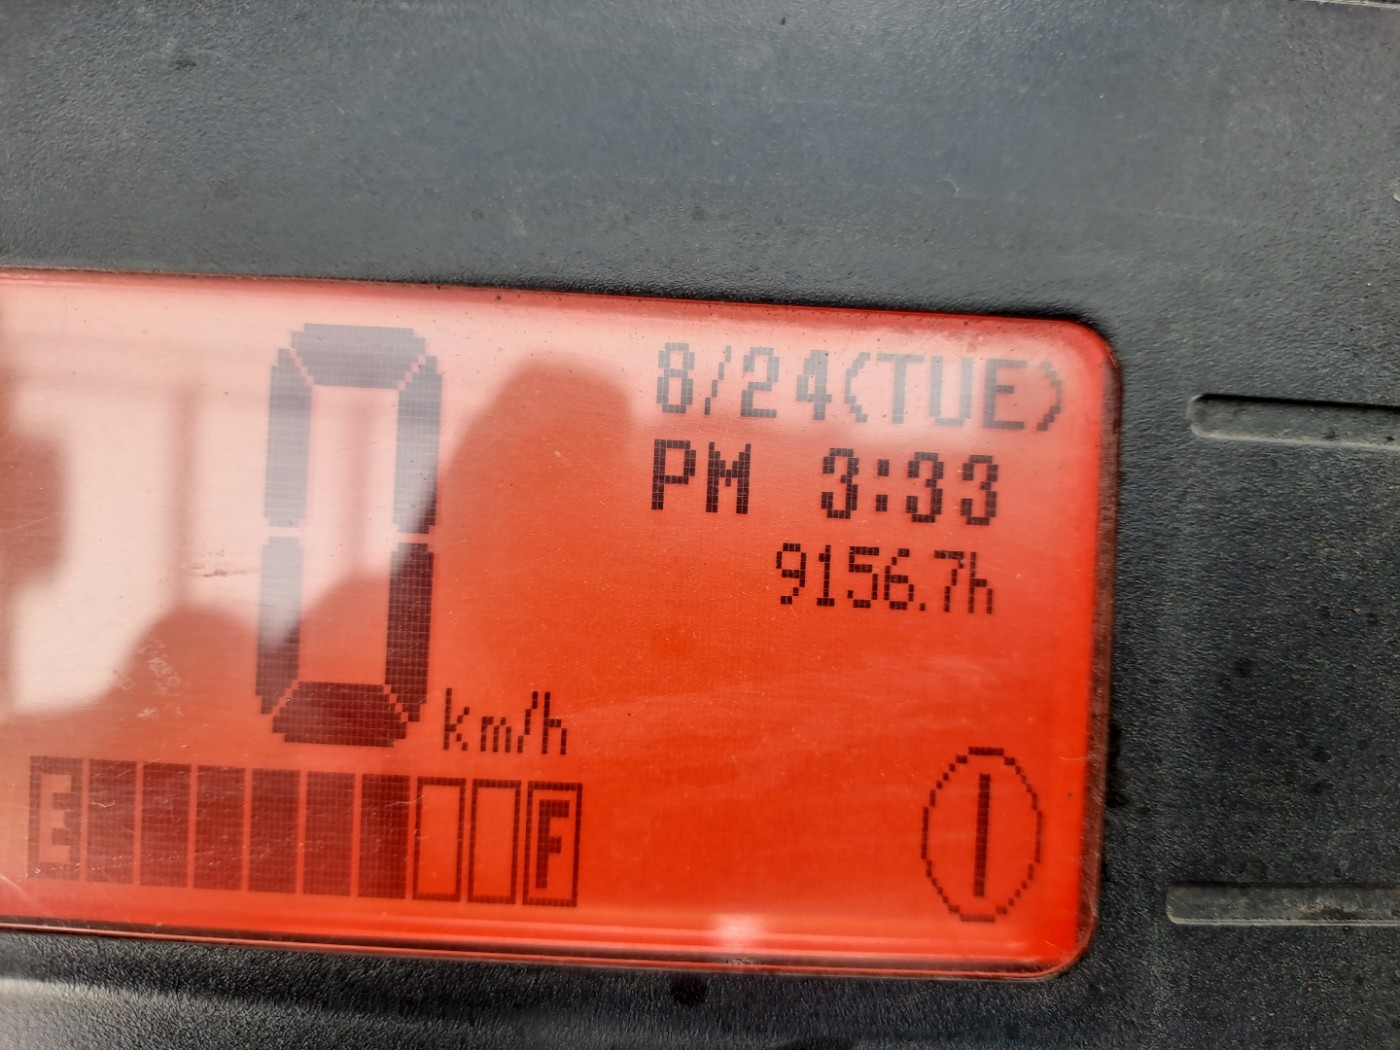 8/24(TUE)
PM 3:33
9156.7h
0 km/h
E F